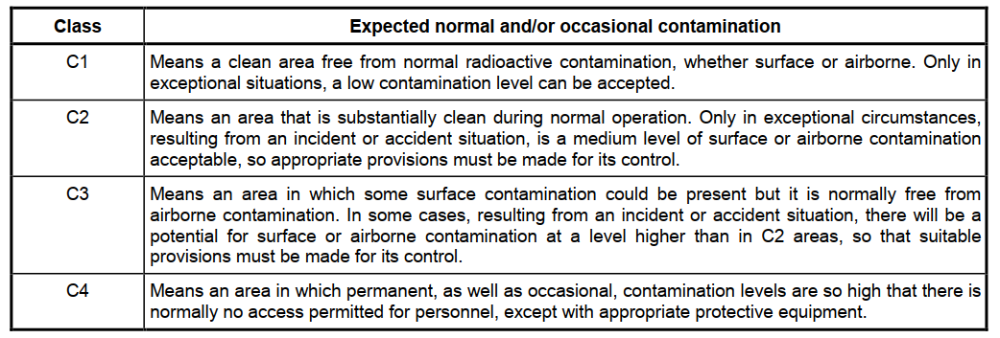 Class Expected normal and/or occasional contamination
C1 Means a clean area free from normal radioactive contamination, whether surface or airborne. Only in
exceptional situations, a low contamination level can be accepted.
C2 Means an area that is substantially clean during normal operation. Only in exceptional circumstances,
resulting from an incident or accident situation, is a medium level of surface or airborne contamination
acceptable, so appropriate provisions must be made for its control.
C3 Means an area in which some surface contamination could be present but it is normally free from
airborne contamination. In some cases, resulting from an incident or accident situation, there will be a
potential for surface or airborne contamination at a level higher than in C2 areas, so that suitable
provisions must be made for its control.
C4 Means an area in which permanent, as well as occasional, contamination levels are so high that there is
normally no access permitted for personnel, except with appropriate protective equipment.